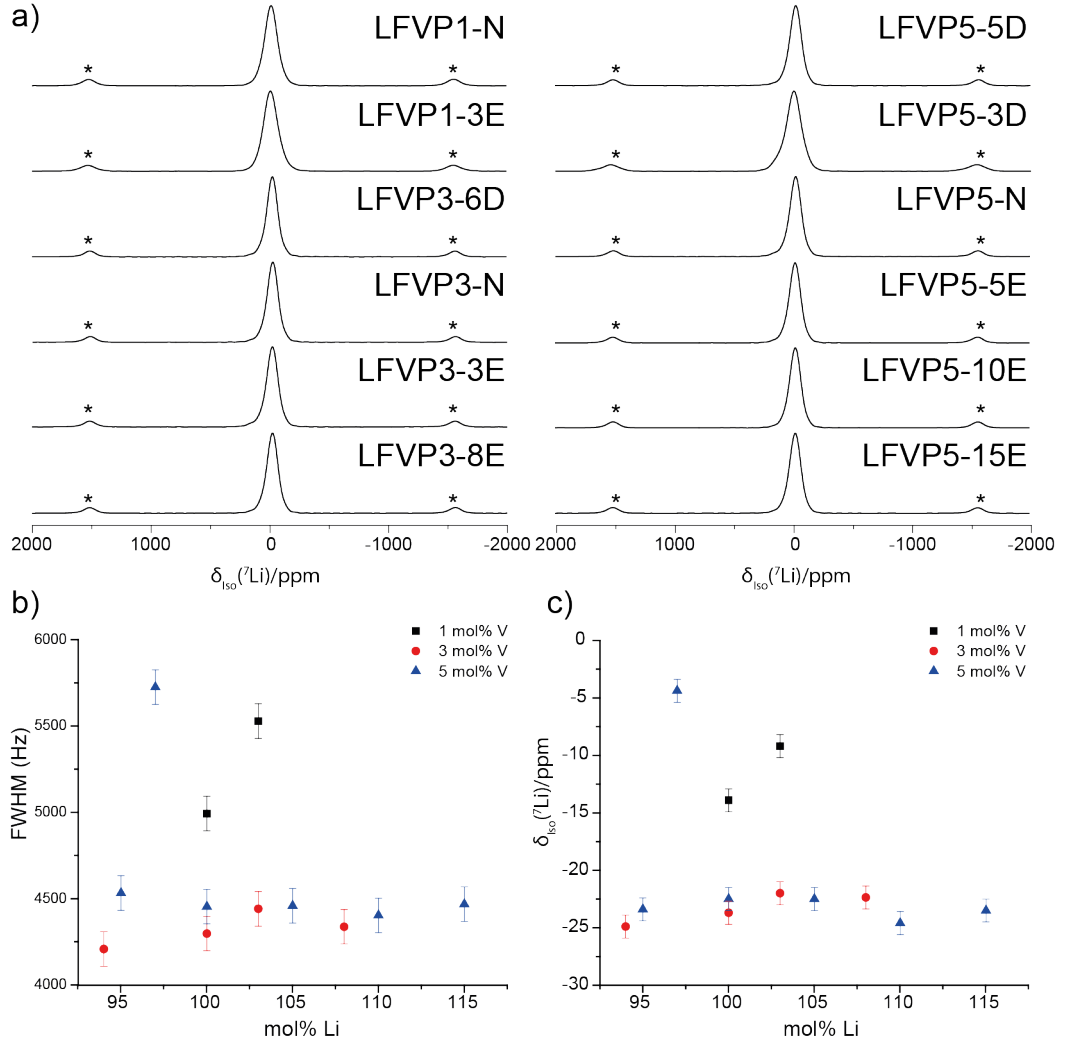 a)
LFVP1-N
* *
LFVP1-3E
* *
LFVP3-6D
* *
LFVP3-N
* *
LFVP3-3E
* *
LFVP3-8E
* *
2000 1000 0 -1000 -2000
δIso(7Li)/ppm
LFVP5-5D
* *
LFVP5-3D
* *
LFVP5-N
* *
LFVP5-5E
* *
LFVP5-10E
* *
LFVP5-15E
* *
2000 1000 0 -1000 -2000
δIso(7Li)/ppm
b)
1 mol% V
3 mol% V
5 mol% V
FWHM (Hz)
6000
5500
5000
4500
4000
95 100 105 110 115
mol% Li
c)
1 mol% V
3 mol% V
5 mol% V
δIso(7Li)/ppm
0
-5
-10
-15
-20
-25
-30
95 100 105 110 115
mol% Li